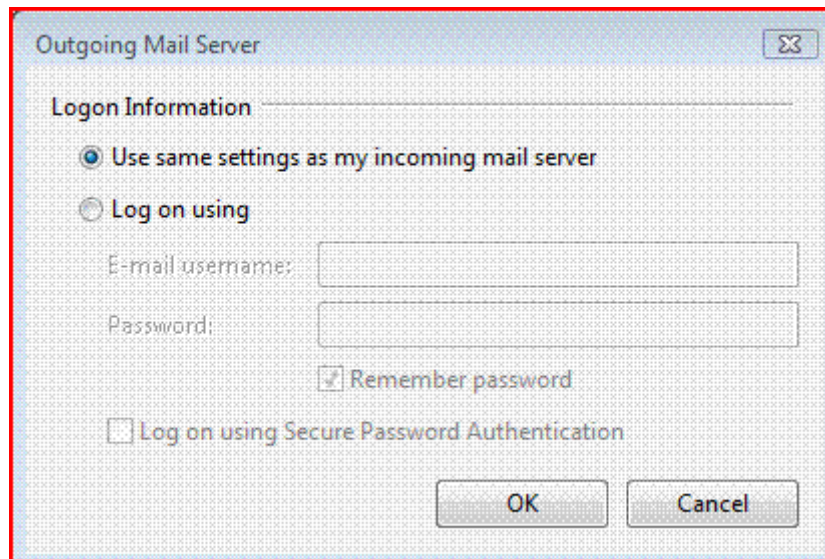 Outgoing Mail Server
Logon Information
Use same settings as my incoming mail server
Log on using
E-mail username:
Password:
Remember password
Log on using Secure Password Authentication
OK Cancel